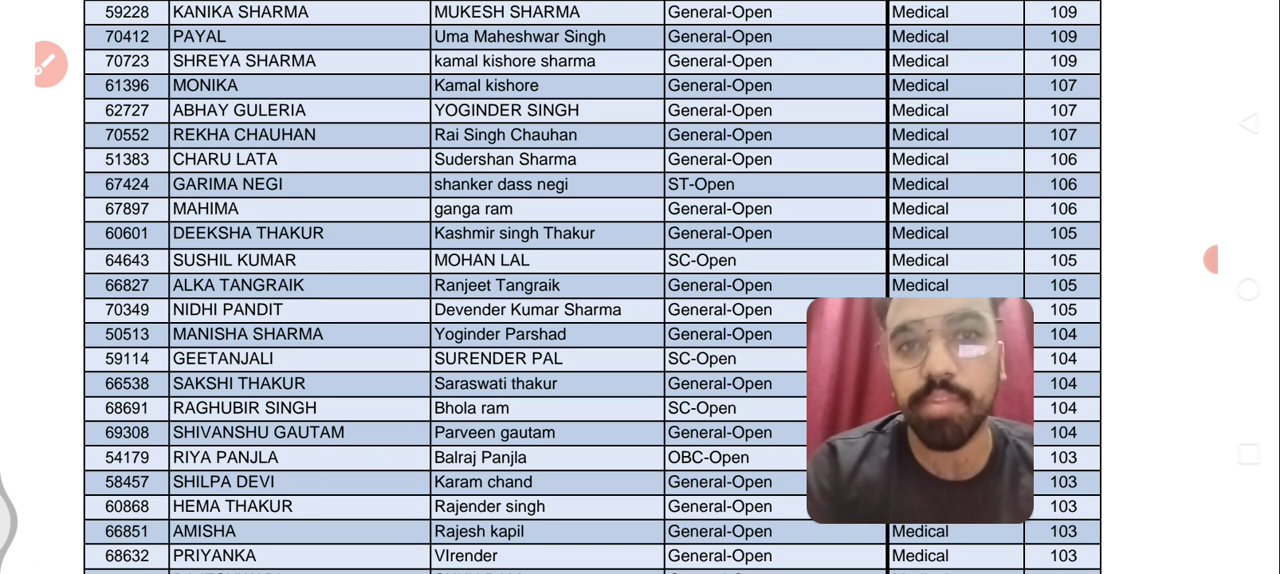 59228 KANIKA SHARMA MUKESH SHARMA General-Open Medical 109
70412 PAYAL Uma Maheshwar Singh General-Open Medical 109
70723 SHREYA SHARMA kamal kishore sharma General-Open Medical 109
61396 MONIKA Kamal kishore General-Open Medical 107
62727 ABHAY GULERIA YOGINDER SINGH General-Open Medical 107
70552 REKHA CHAUHAN Rai Singh Chauhan General-Open Medical 107
51383 CHARU LATA Sudershan Sharma General-Open Medical 106
67424 GARIMA NEGI shanker dass negi ST-Open Medical 106
67897 MAHIMA ganga ram General-Open Medical 106
60601 DEEKSHA THAKUR Kashmir singh Thakur General-Open Medical 105
64643 SUSHIL KUMAR MOHAN LAL SC-Open Medical 105
66827 ALKA TANGRAIK Ranjeet Tangraik General-Open Medical 105
70349 NIDHI PANDIT Devender Kumar Sharma General-Open 105
50513 MANISHA SHARMA Yoginder Parshad General-Open 104
59114 GEETANJALI SURENDER PAL SC-Open 104
66538 SAKSHI THAKUR Saraswati thakur General-Open 104
68691 RAGHUBIR SINGH Bhola ram SC-Open 104
69308 SHIVANSHU GAUTAM Parveen gautam General-Open 104
54179 RIYA PANJLA Balraj Panjla OBC-Open 103
58457 SHILPA DEVI Karam chand General-Open 103
60868 HEMA THAKUR Rajender singh General-Open 103
66851 AMISHA Rajesh kapil General-Open Medical 103
68632 PRIYANKA VIrender General-Open Medical 103